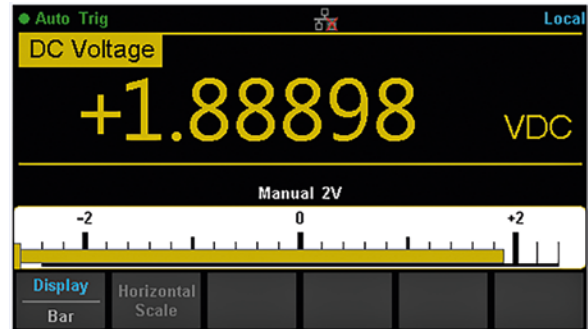 Auto Trig Local
DC Voltage
+1.88898 VDC
Manual 2V
-2 0 +2
Display Horizontal
Bar Scale